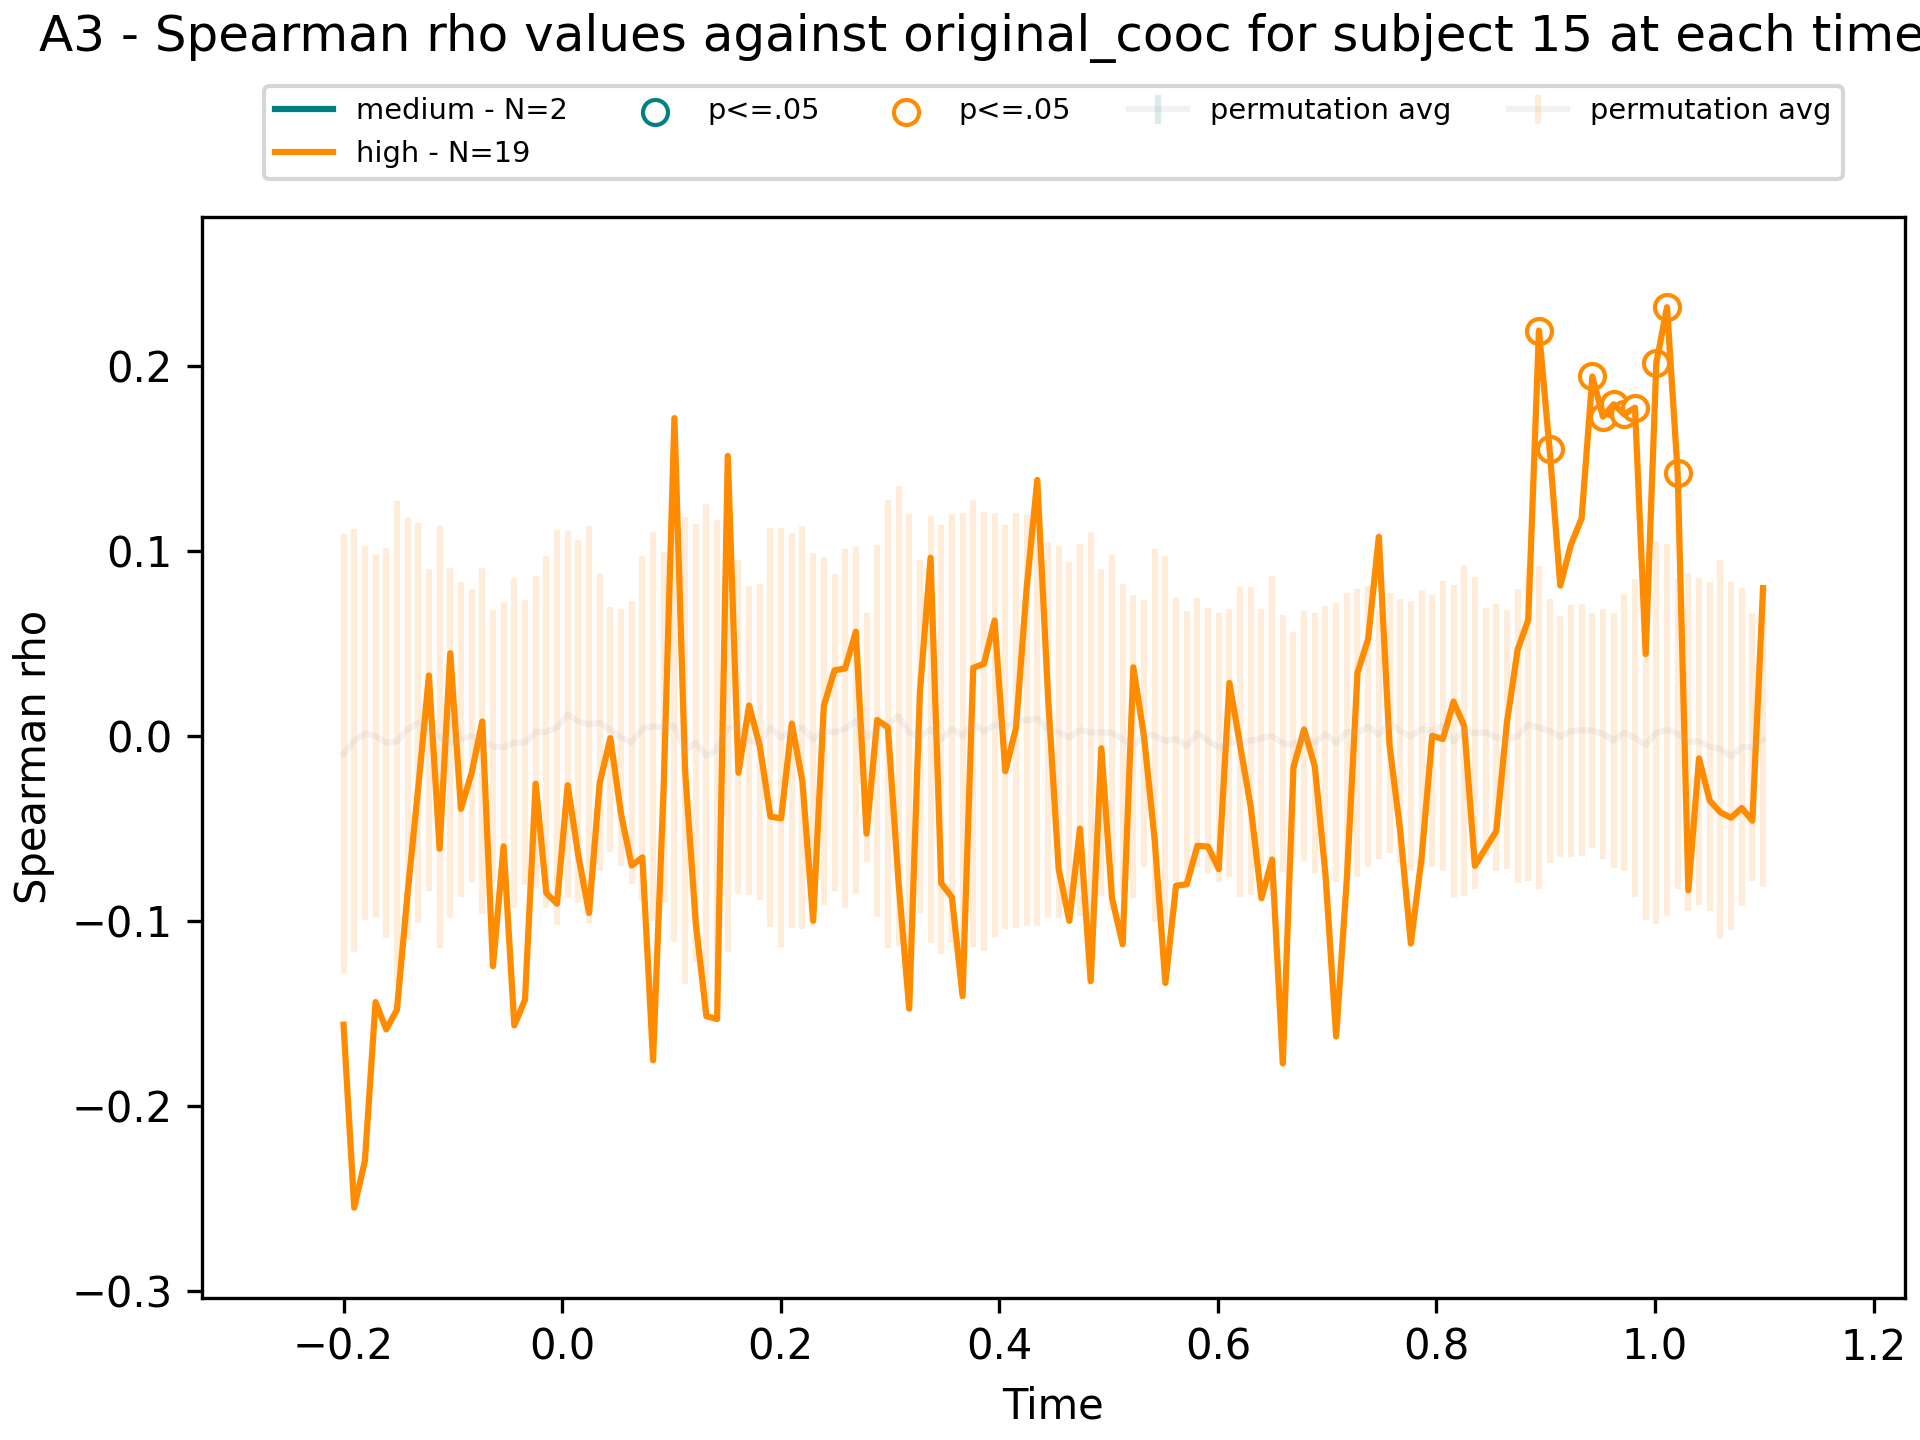 A3 - Spearman rho values against original_cooc for subject 15 at each time
medium - N=2
high - N=19
p<=.05
p<=.05
permutation avg
permutation avg
Spearman rho
0.2
0.1
0.0
−0.1
−0.2
−0.3
−0.2 0.0 0.2 0.4 0.6 0.8 1.0 1.2
Time